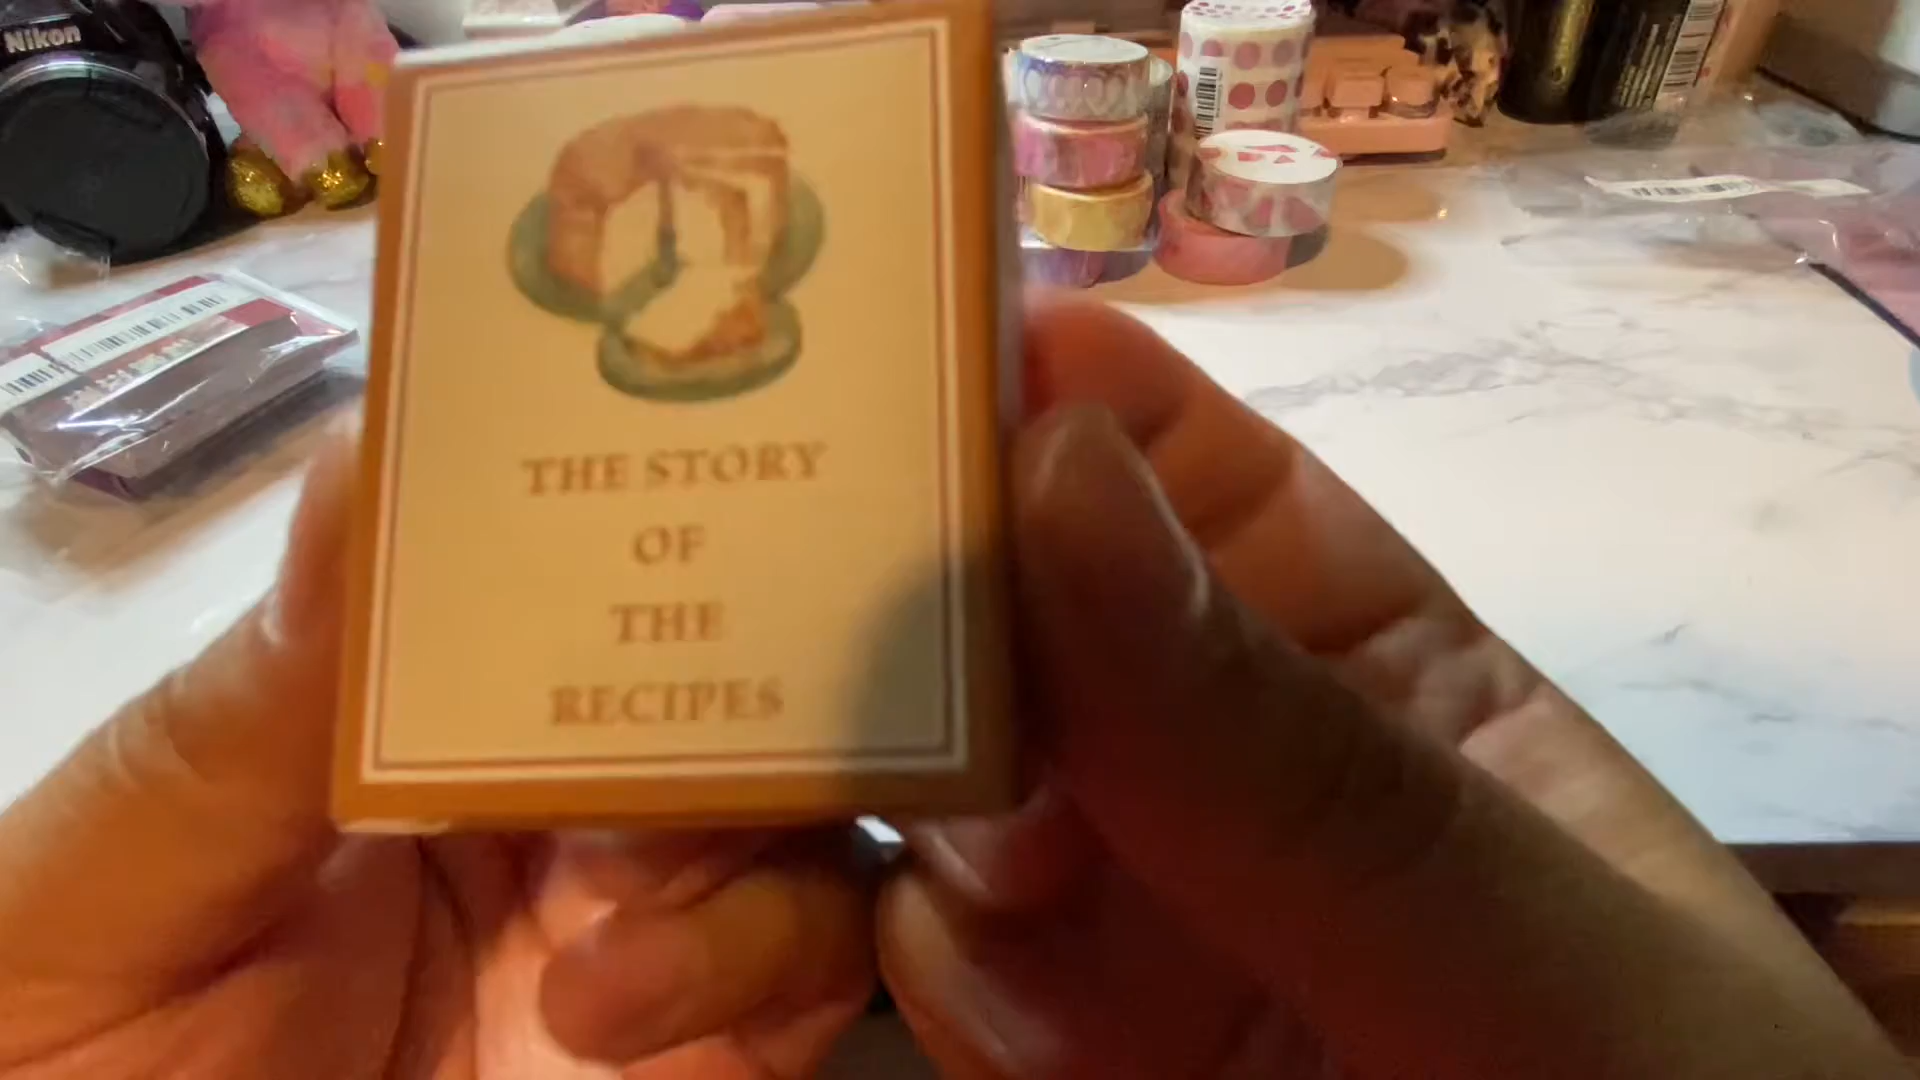 Nikon
THE STORY
OF
THE
RECIPES